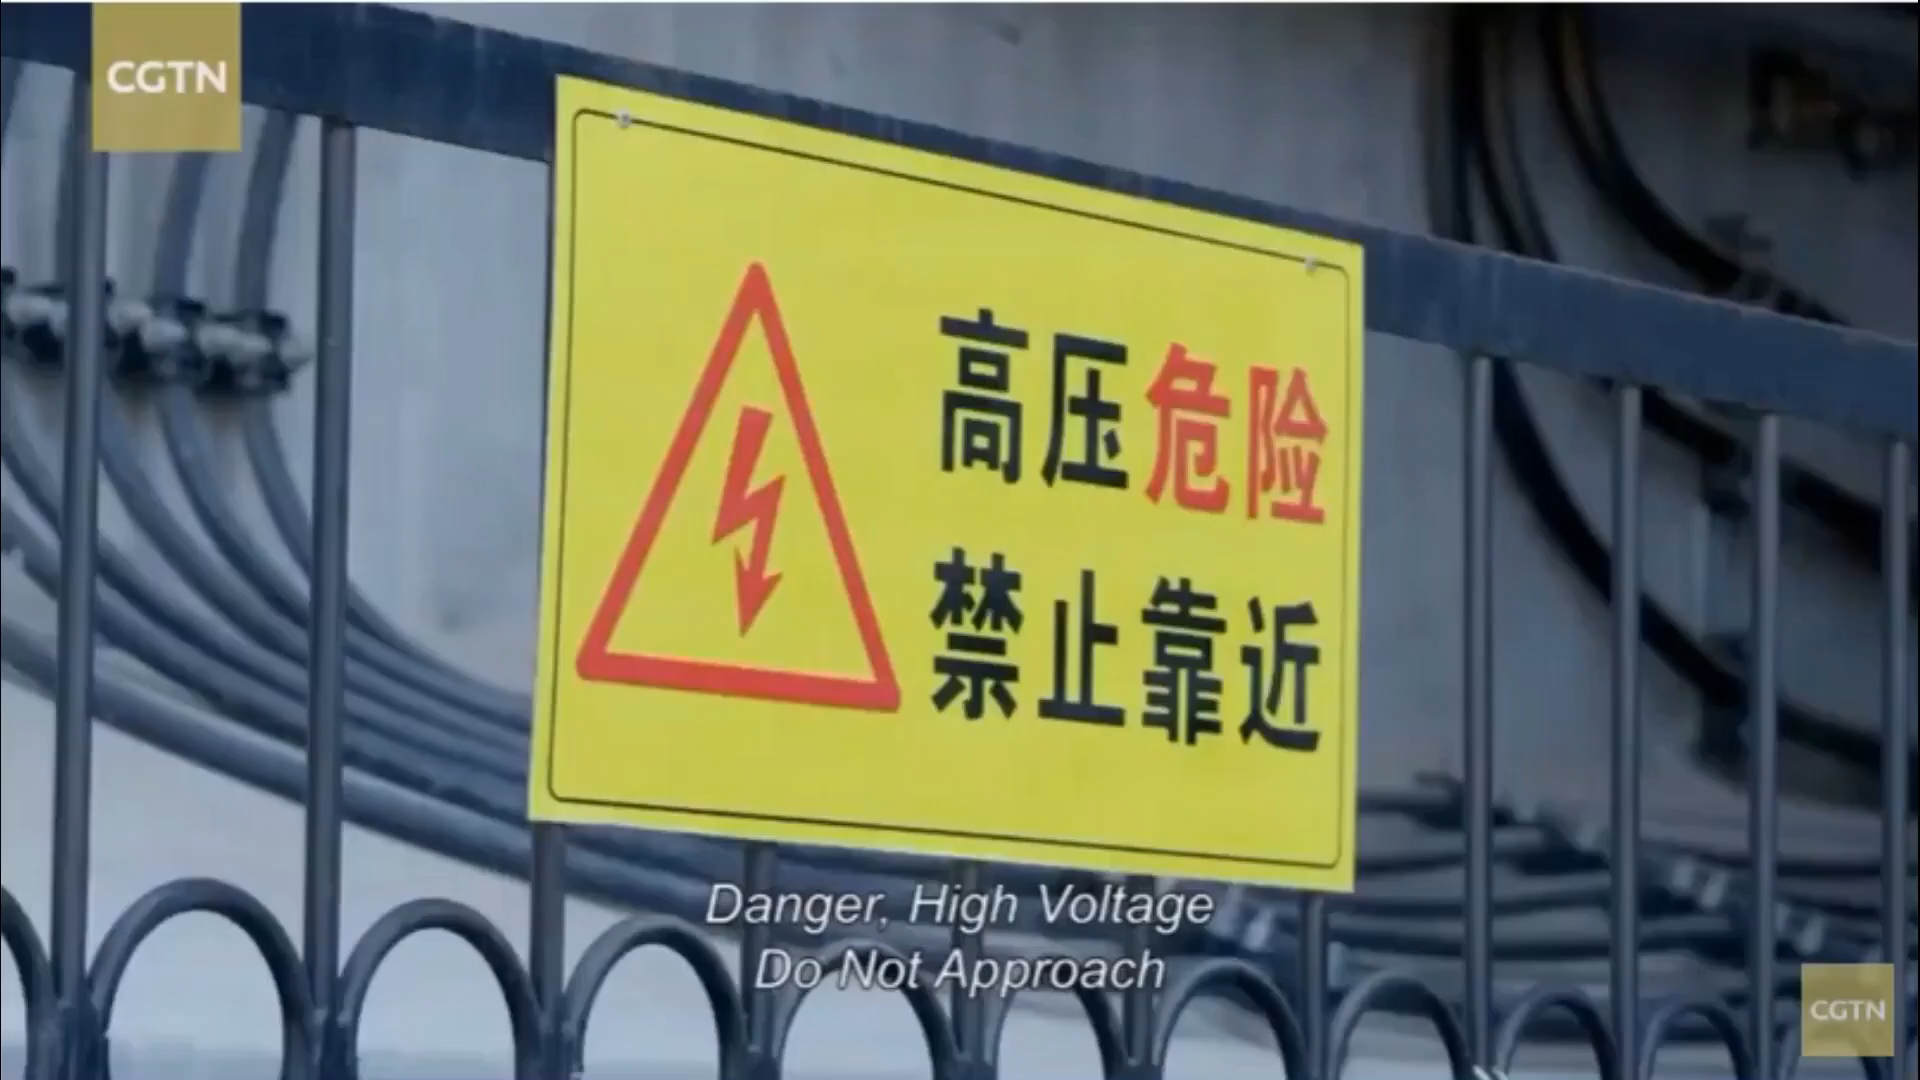 CGTN
高压危险
禁止靠近
Danger, High Voltage
Do Not Approach
CGTN